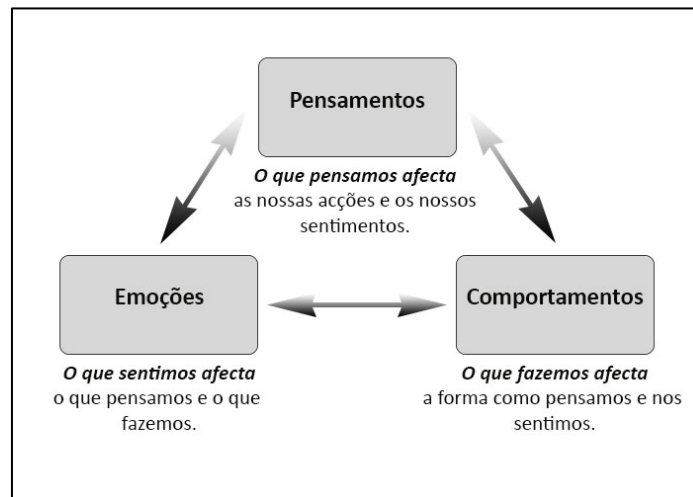 Pensamentos
O que pensamos afecta
as nossas acções e os nossos
sentimentos.
Emoções
O que sentimos afecta
o que pensamos e o que
fazemos.
Comportamentos
O que fazemos afecta
a forma como pensamos e nos
sentimos.